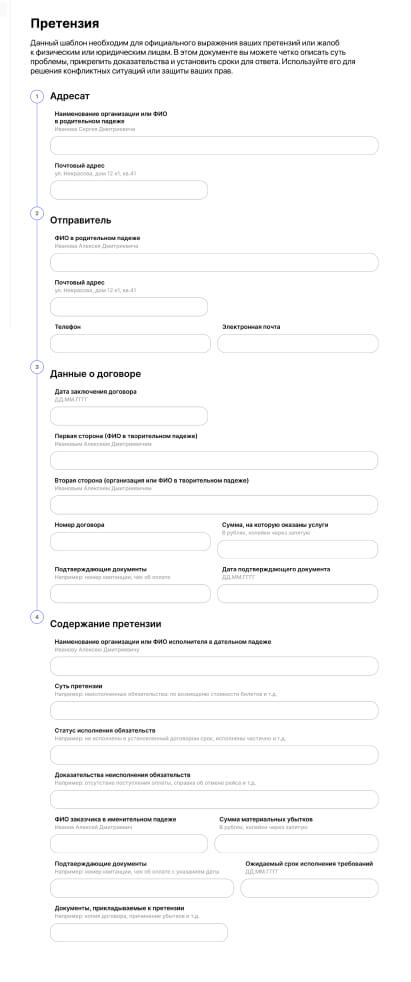 Претензия
Данный шаблон необходим для официального выражения ваших претензий или жалоб
к физическим или юридическим лицам. В этом документе вы можете четко описать суть
проблемы, прикрепить доказательства и установить сроки для ответа. Используйте его для
решения конфликтных ситуаций или защиты ваших прав.
1 Адресат
Наименование организации или ФИО
в родительном падеже
Иванова Сергея Дмитриевича
Почтовый адрес
ул. Некрасова, дом 12 к1, кв.41
2 Отправитель
ФИО в родительном падеже
Иванова Алексея Дмитриевича
Почтовый адрес
ул. Некрасова, дом 12 к1, кв.41
Телефон
Электронная почта
3 Данные о договоре
Дата заключения договора
ДД.ММ.ГГГГ
Первая сторона (ФИО в творительном падеже)
Ивановым Алексеем Дмитриевичем
Вторая сторона (организация или ФИО в творительном падеже)
Ивановым Алексеем Дмитриевичем
Номер договора
Сумма, на которую оказаны услуги
В рублях, копейки через запятую
Подтверждающие документы
Например: номер квитанции, чек об оплате
Дата подтверждающего документа
ДД.ММ.ГГГГ
4 Содержание претензии
Наименование организации или ФИО исполнителя в дательном падеже
Иванову Алексею Дмитриевичу
Суть претензии
Например: неисполненные обязательства: по возмещению стоимости билетов и т.д.
Статус исполнения обязательств
Например: не исполнены в установленный договором срок, исполнены частично и т.д.
Доказательства неисполнения обязательств
Например: отсутствие поступления оплаты, справка об отмене рейса и т.д.
ФИО заказчика в именительном падеже
Иванов Алексей Дмитриевич
Сумма материальных убытков
В рублях, копейки через запятую
Подтверждающие документы
Например: номер квитанции, чек об оплате с указанием даты
Ожидаемый срок исполнения требований
ДД.ММ.ГГГГ
Документы, прикладываемые к претензии
Например: копия договора, причинение убытков и т.д.